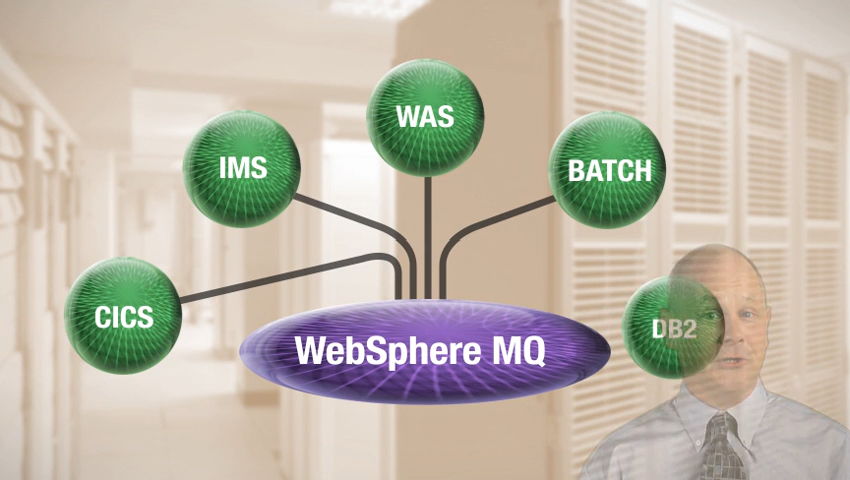 WAS
IMS
BATCH
CICS
DB2
WebSphere MQ